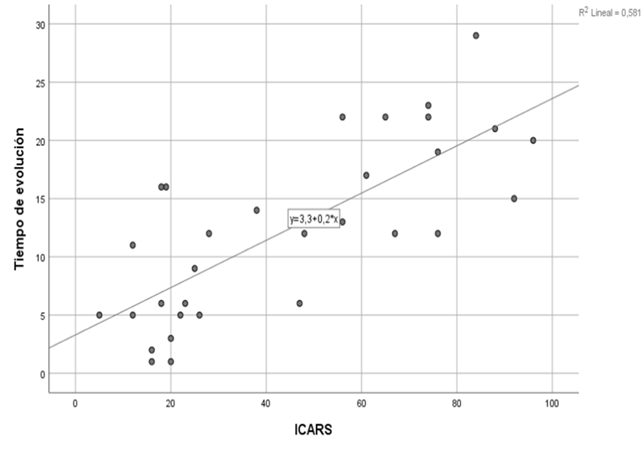 R² Lineal = 0,581
Tiempo de evolución
30
25
20
15
10
5
0
y=3,3+0,2*x
0 20 40 60 80 100
ICARS